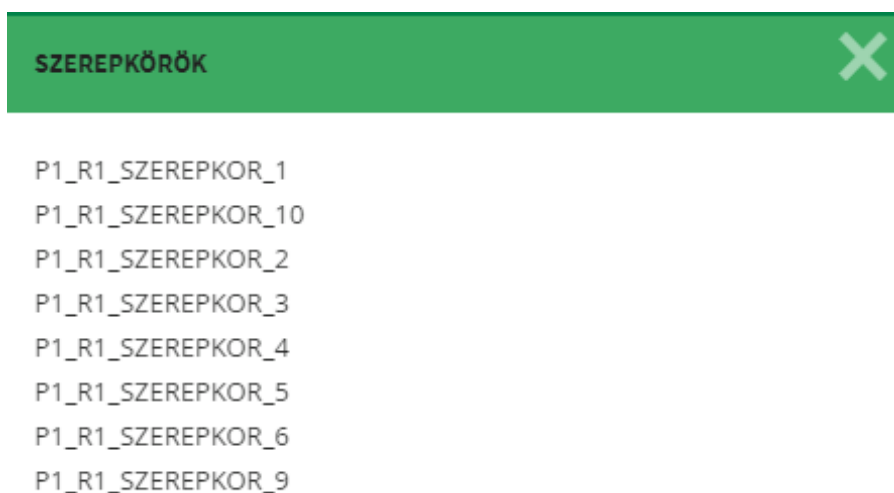 SZEREPKÖRÖK
P1_R1_SZEREPKOR_1
P1_R1_SZEREPKOR_10
P1_R1_SZEREPKOR_2
P1_R1_SZEREPKOR_3
P1_R1_SZEREPKOR_4
P1_R1_SZEREPKOR_5
P1_R1_SZEREPKOR_6
P1_R1_SZEREPKOR_9